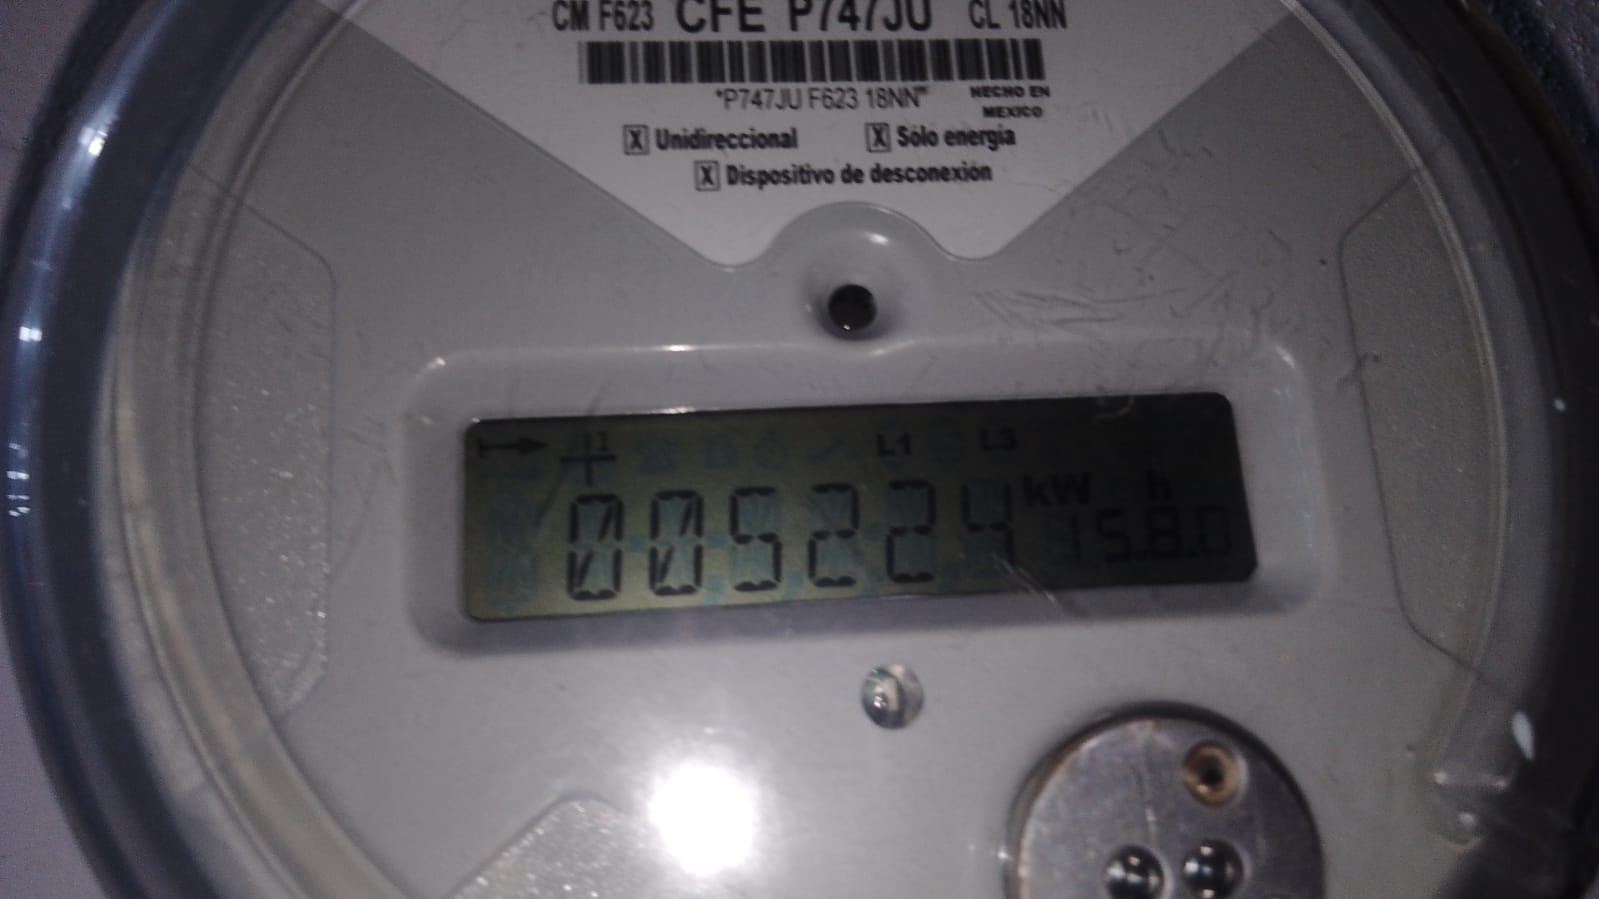 CM F623 CFE P747JU CL 18NN
*P747JU F623 18NN*
HECHO EN
MEXICO
X Unidireccional X Sólo energía
X Dispositivo de desconexión
L1 L3
005224 kW h
15.8.0